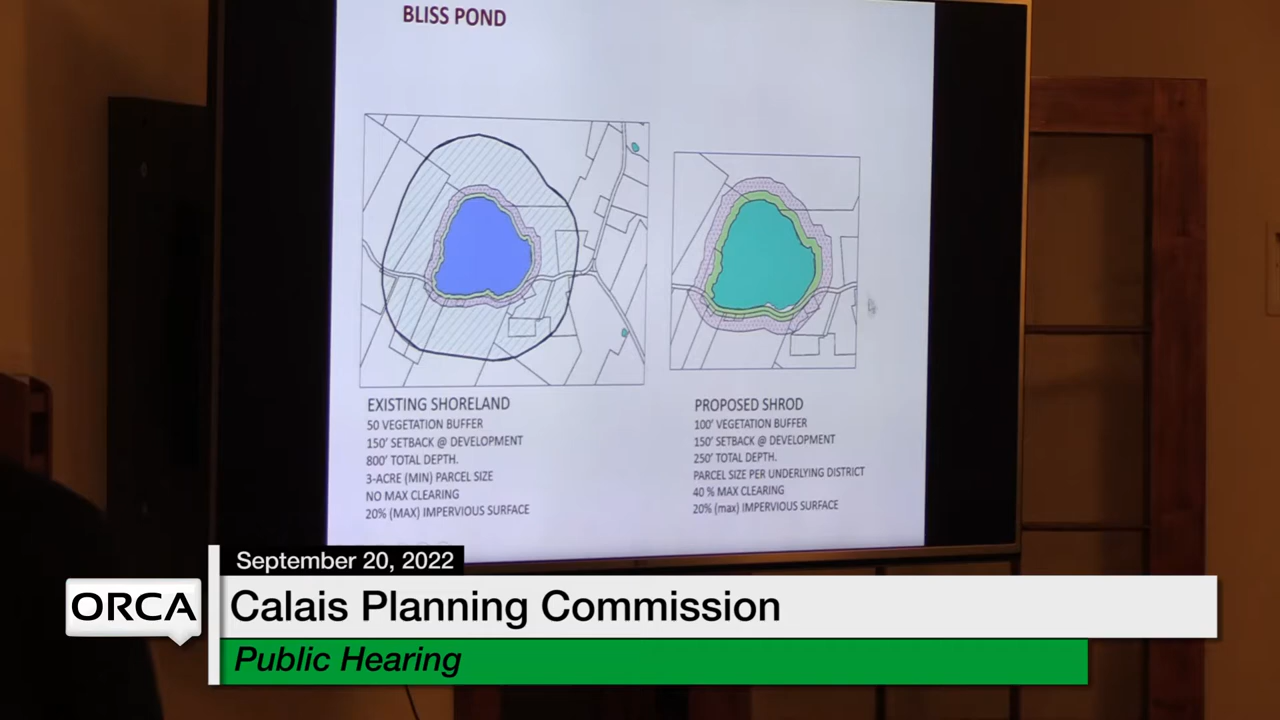 BLISS POND
EXISTING SHORELAND
50 VEGETATION BUFFER
150' SETBACK @ DEVELOPMENT
800' TOTAL DEPTH.
3-ACRE (MIN) PARCEL SIZE
NO MAX CLEARING
20% (MAX) IMPERVIOUS SURFACE
PROPOSED SHROD
100' VEGETATION BUFFER
150' SETBACK @ DEVELOPMENT
250' TOTAL DEPTH.
PARCEL SIZE PER UNDERLYING DISTRICT
40 % MAX CLEARING
20% (max) IMPERVIOUS SURFACE
September 20, 2022
ORCA
Calais Planning Commission
Public Hearing